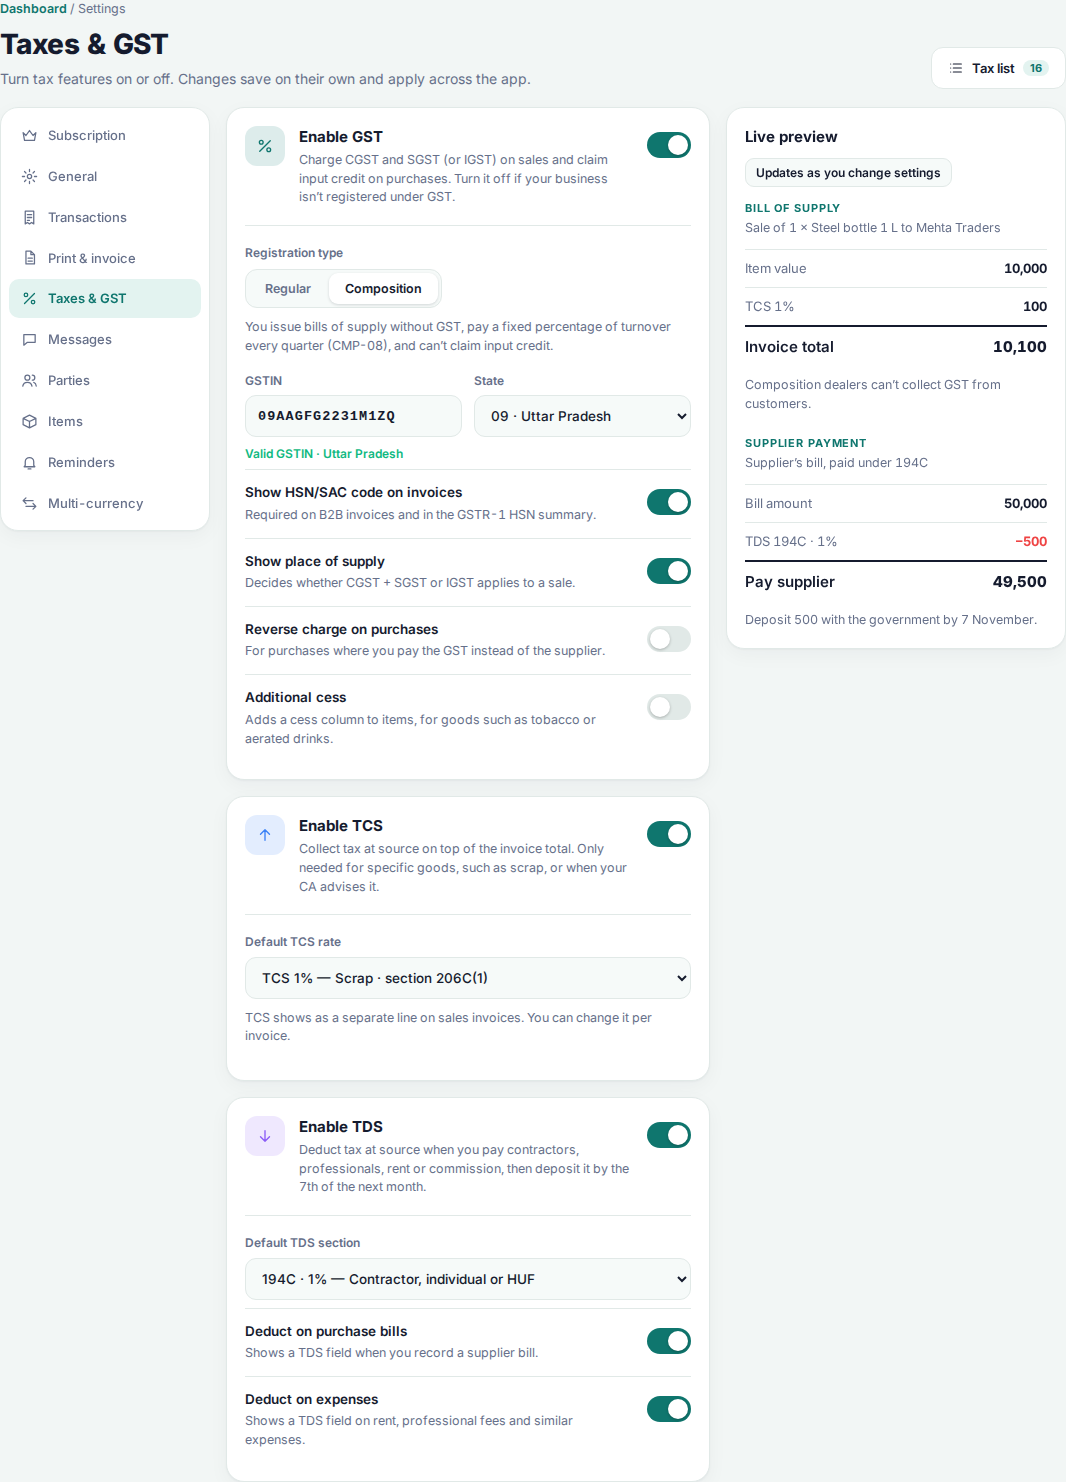 Dashboard / Settings
Taxes & GST
Turn tax features on or off. Changes save on their own and apply across the app.
Tax list 16
Subscription
General
Transactions
Print & invoice
Taxes & GST
Messages
Parties
Items
Reminders
Multi-currency
Enable GST
Charge CGST and SGST (or IGST) on sales and claim
input credit on purchases. Turn it off if your business
isn’t registered under GST.
Registration type
Regular Composition
You issue bills of supply without GST, pay a fixed percentage of turnover
every quarter (CMP-08), and can’t claim input credit.
GSTIN State
09AAGFG2231M1ZQ 09 · Uttar Pradesh
Valid GSTIN · Uttar Pradesh
Show HSN/SAC code on invoices
Required on B2B invoices and in the GSTR-1 HSN summary.
Show place of supply
Decides whether CGST + SGST or IGST applies to a sale.
Reverse charge on purchases
For purchases where you pay the GST instead of the supplier.
Additional cess
Adds a cess column to items, for goods such as tobacco or
aerated drinks.
Enable TCS
Collect tax at source on top of the invoice total. Only
needed for specific goods, such as scrap, or when your
CA advises it.
Default TCS rate
TCS 1% — Scrap · section 206C(1)
TCS shows as a separate line on sales invoices. You can change it per
invoice.
Enable TDS
Deduct tax at source when you pay contractors,
professionals, rent or commission, then deposit it by the
7th of the next month.
Default TDS section
194C · 1% — Contractor, individual or HUF
Deduct on purchase bills
Shows a TDS field when you record a supplier bill.
Deduct on expenses
Shows a TDS field on rent, professional fees and similar
expenses.
Live preview
Updates as you change settings
BILL OF SUPPLY
Sale of 1 × Steel bottle 1 L to Mehta Traders
Item value 10,000
TCS 1% 100
Invoice total 10,100
Composition dealers can’t collect GST from
customers.
SUPPLIER PAYMENT
Supplier’s bill, paid under 194C
Bill amount 50,000
TDS 194C · 1% −500
Pay supplier 49,500
Deposit 500 with the government by 7 November.